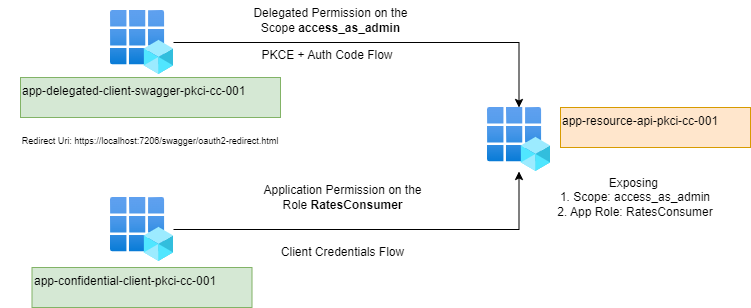 Delegated Permission on the
Scope access_as_admin
PKCE + Auth Code Flow
app-delegated-client-swagger-pkci-cc-001
Redirect Uri: https://localhost:7206/swagger/oauth2-redirect.html
app-resource-api-pkci-cc-001
Exposing
1. Scope: access_as_admin
2. App Role: RatesConsumer
Application Permission on the
Role RatesConsumer
Client Credentials Flow
app-confidential-client-pkci-cc-001